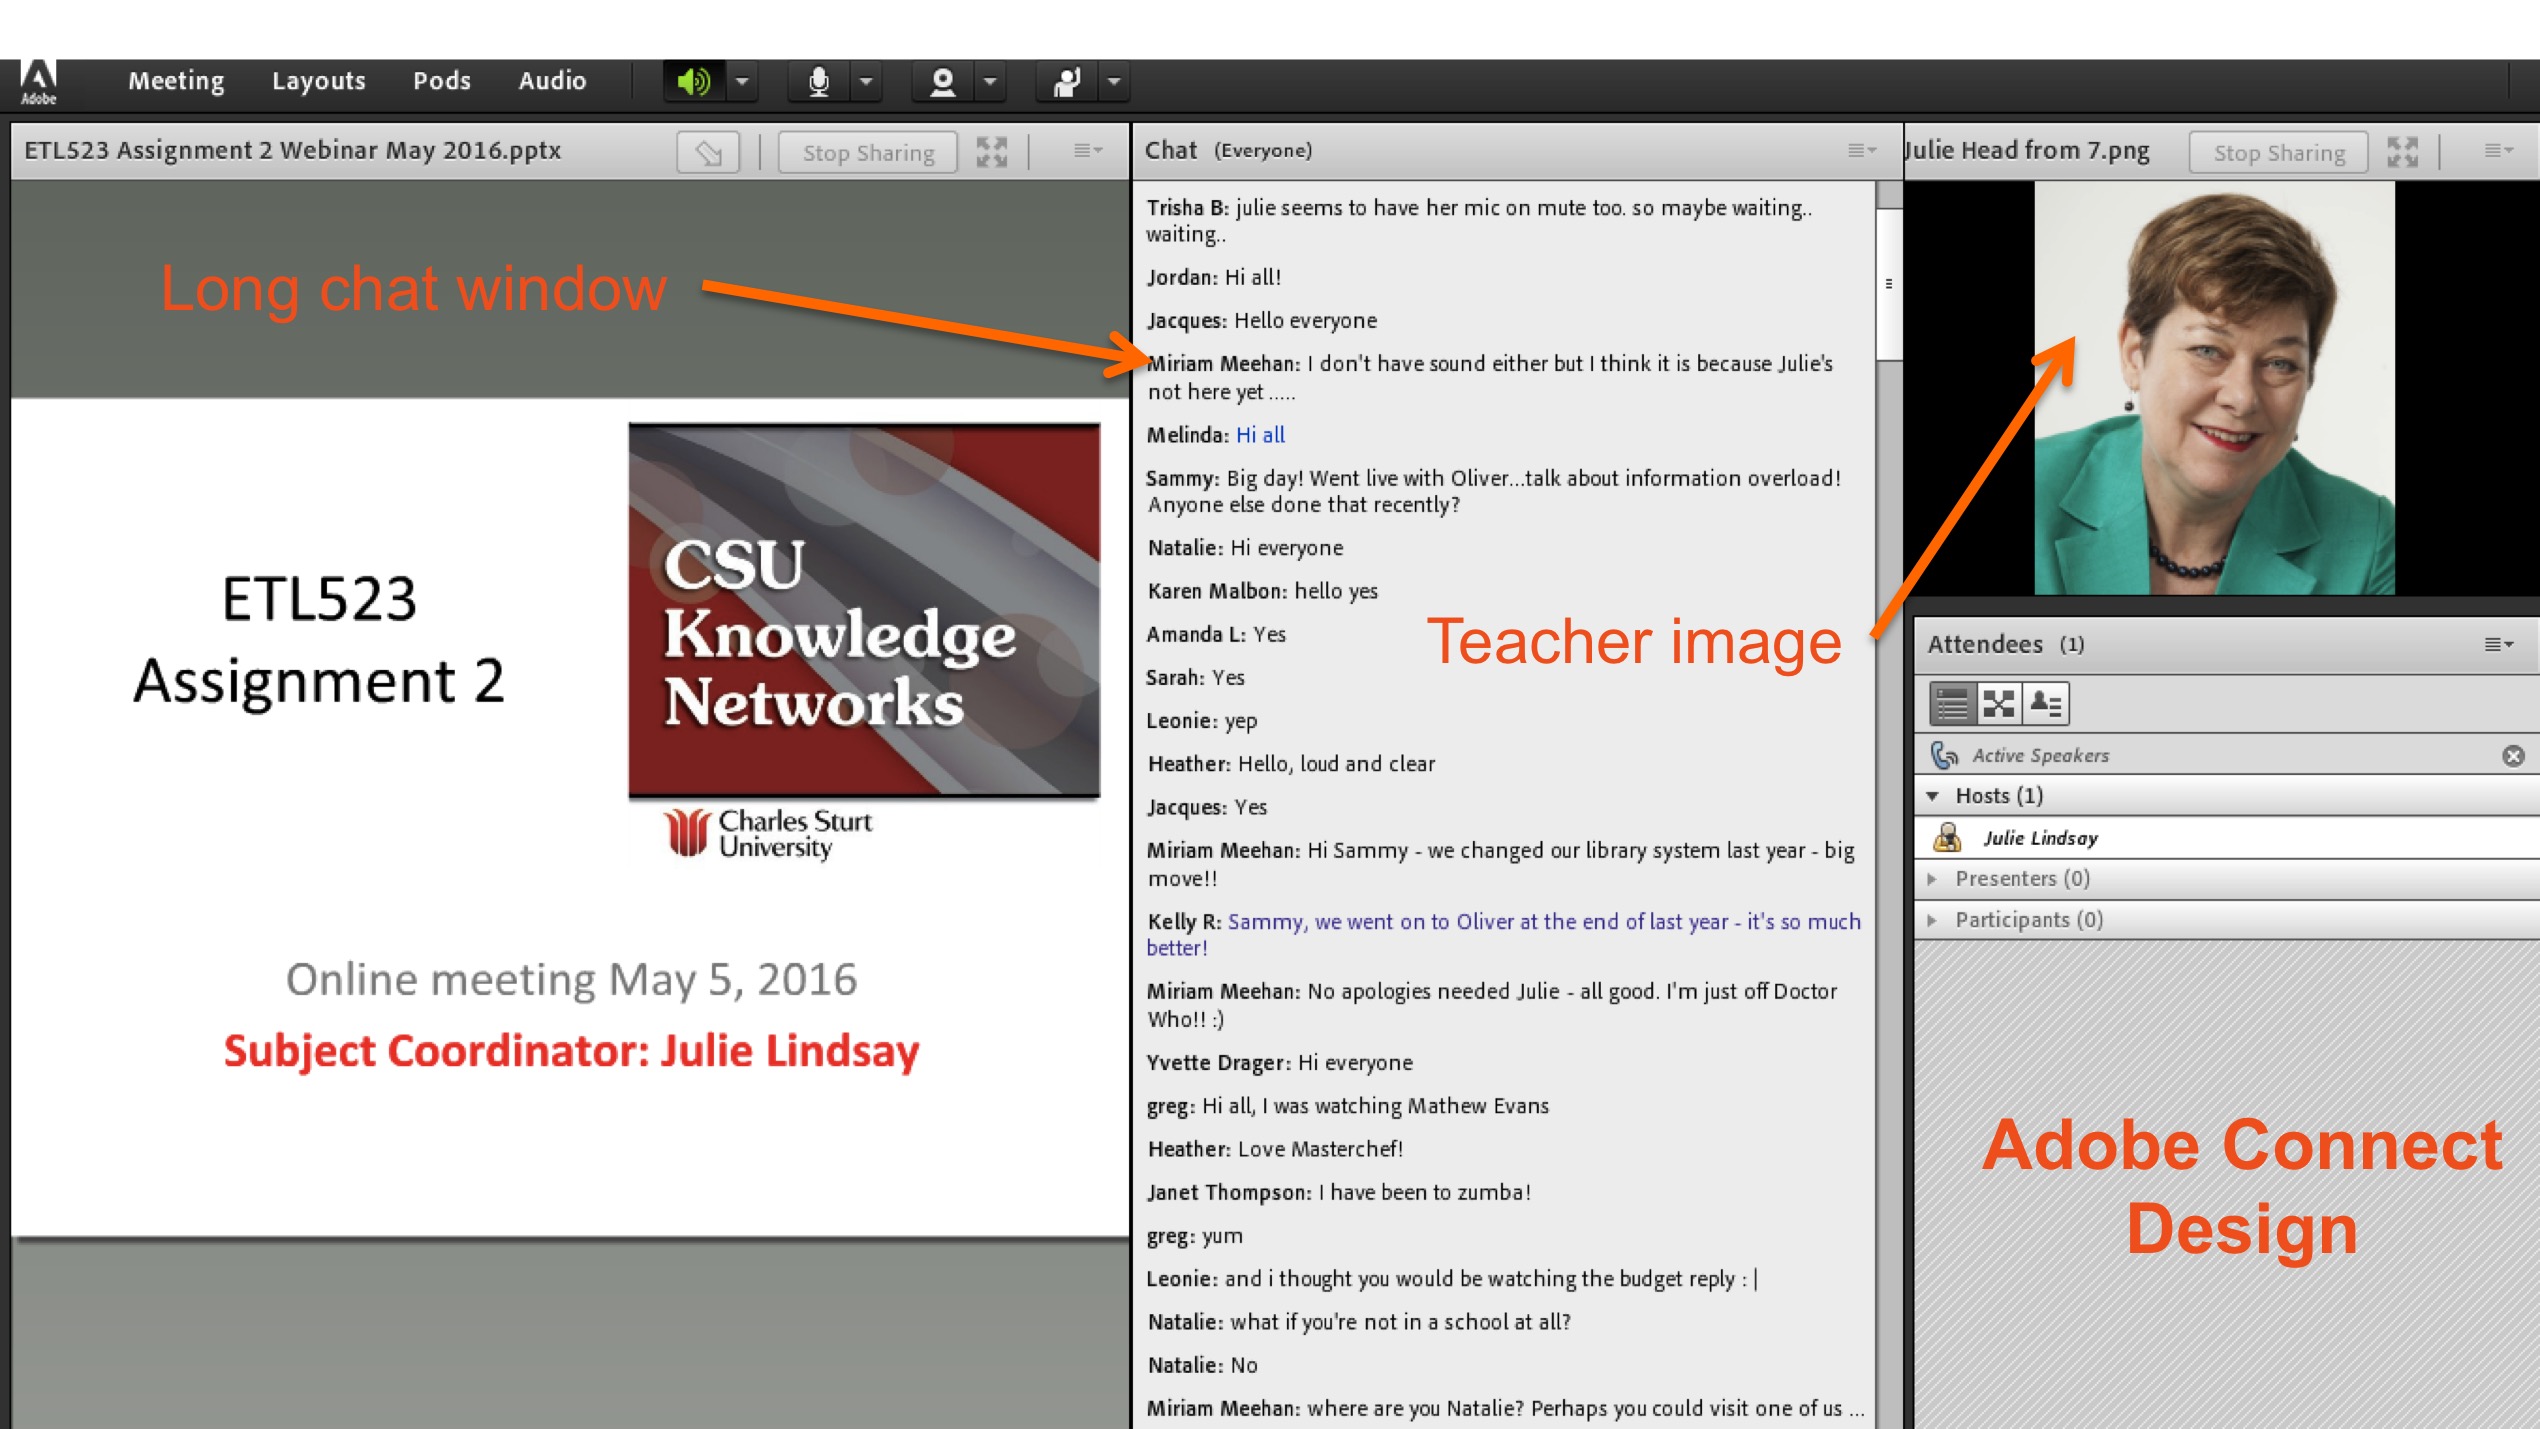 Adobe
Meeting Layouts Pods Audio
ETL523 Assignment 2 Webinar May 2016.pptx
Stop Sharing
Long chat window
ETL523
Assignment 2
CSU
Knowledge
Networks
Charles Sturt
University
Online meeting May 5, 2016
Subject Coordinator: Julie Lindsay
Chat (Everyone)
Trisha B: julie seems to have her mic on mute too. so maybe waiting..
waiting..
Jordan: Hi all!
Jacques: Hello everyone
Miriam Meehan: I don't have sound either but I think it is because Julie's
not here yet .....
Melinda: Hi all
Sammy: Big day! Went live with Oliver...talk about information overload!
Anyone else done that recently?
Natalie: Hi everyone
Karen Malbon: hello yes
Amanda L: Yes
Sarah: Yes
Leonie: yep
Heather: Hello, loud and clear
Jacques: Yes
Miriam Meehan: Hi Sammy - we changed our library system last year - big
move!!
Kelly R: Sammy, we went on to Oliver at the end of last year - it's so much
better!
Miriam Meehan: No apologies needed Julie - all good. I'm just off Doctor
Who!! :)
Yvette Drager: Hi everyone
greg: Hi all, I was watching Mathew Evans
Heather: Love Masterchef!
Janet Thompson: I have been to zumba!
greg: yum
Leonie: and i thought you would be watching the budget reply : |
Natalie: what if you're not in a school at all?
Natalie: No
Miriam Meehan: where are you Natalie? Perhaps you could visit one of us ...
Teacher image
Julie Head from 7.png
Stop Sharing
Attendees (1)
Active Speakers
Hosts (1)
Julie Lindsay
Presenters (0)
Participants (0)
Adobe Connect
Design